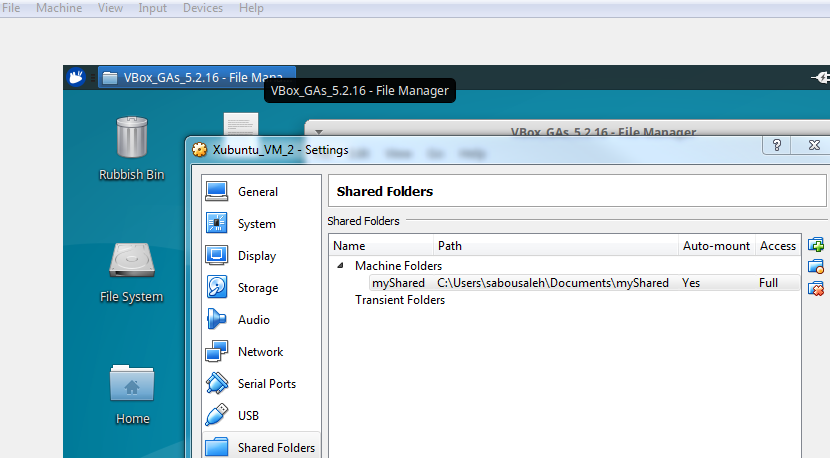 File Machine View Input Devices Help
VBox_GAs_5.2.16 - File Mana
VBox_GAs_5.2.16 - File Manager
VBox_GAs_5.2.16 - File Manager
Rubbish Bin
File System
Home
Xubuntu_VM_2 - Settings
View Go Help
General
System
Display
Storage
Audio
Network
Serial Ports
USB
Shared Folders
Shared Folders
Shared Folders
Name Path Auto-mount Access
Machine Folders
myShared C:\Users\sabousaleh\Documents\myShared Yes Full
Transient Folders